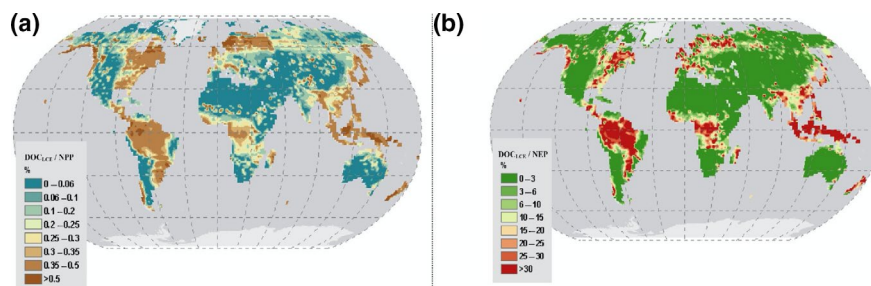 (a)
DOC_LCE / NPP
%
0 – 0.06
0.06 – 0.1
0.1 – 0.2
0.2 – 0.25
0.25 – 0.3
0.3 – 0.35
0.35 – 0.5
>0.5
(b)
DOC_LCE / NEP
%
0 – 3
3 – 6
6 – 10
10 – 15
15 – 20
20 – 25
25 – 30
>30